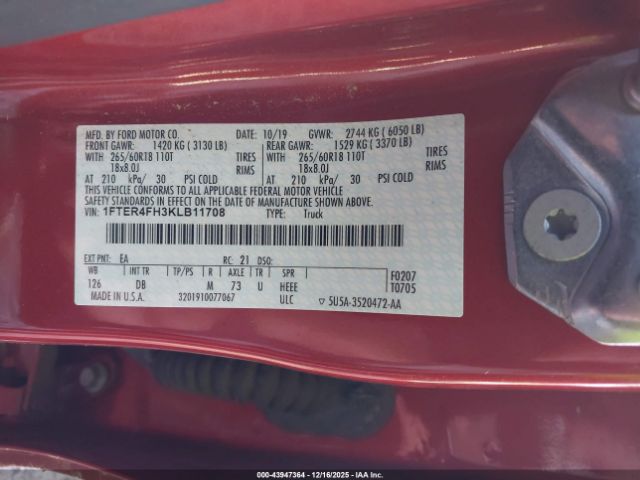 MFD. BY FORD MOTOR CO. DATE: 10/19 GVWR: 2744 KG ( 6050 LB)
FRONT GAWR: 1420 KG ( 3130 LB) REAR GAWR: 1529 KG ( 3370 LB)
WITH 265/60R18 110T TIRES WITH 265/60R18 110T TIRES
18x8.0J RIMS 18x8.0J RIMS
AT 210 kPa/ 30 PSI COLD AT 210 kPa/ 30 PSI COLD
THIS VEHICLE CONFORMS TO ALL APPLICABLE FEDERAL MOTOR VEHICLE
SAFETY STANDARDS IN EFFECT ON THE DATE OF MANUFACTURE SHOWN ABOVE.
VIN: 1FTER4FH3KLB11708 TYPE: Truck
EXT PNT: EA RC: 21 DSO:
WB INT TR TP/PS R AXLE TR SPR F0207
126 DB M 73 U HEEE T0705
MADE IN U.S.A. 3201910077067 ULC ▽ 5U5A-3520472-AA
000-43947364 | 12/16/2025 - IAAI.COM